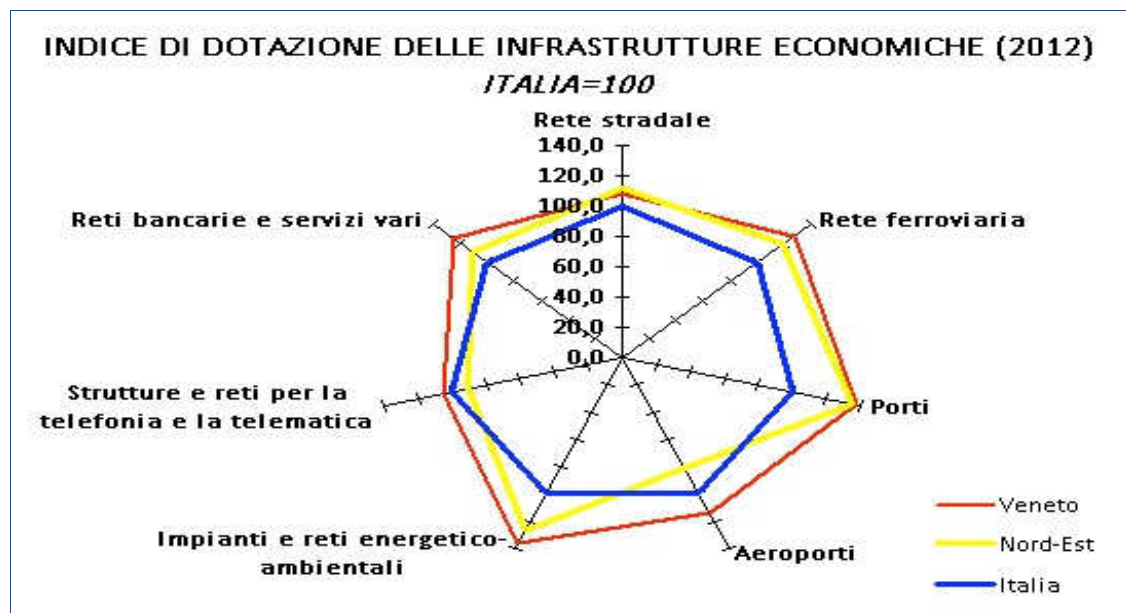 INDICE DI DOTAZIONE DELLE INFRASTRUTTURE ECONOMICHE (2012)
ITALIA=100
Rete stradale
140,0
120,0
100,0
80,0
60,0
40,0
20,0
0,0
Reti bancarie e servizi vari
Rete ferroviaria
Strutture e reti per la
telefonia e la telematica
Porti
Impianti e reti energetico-
ambientali
Aeroporti
Veneto
Nord-Est
Italia